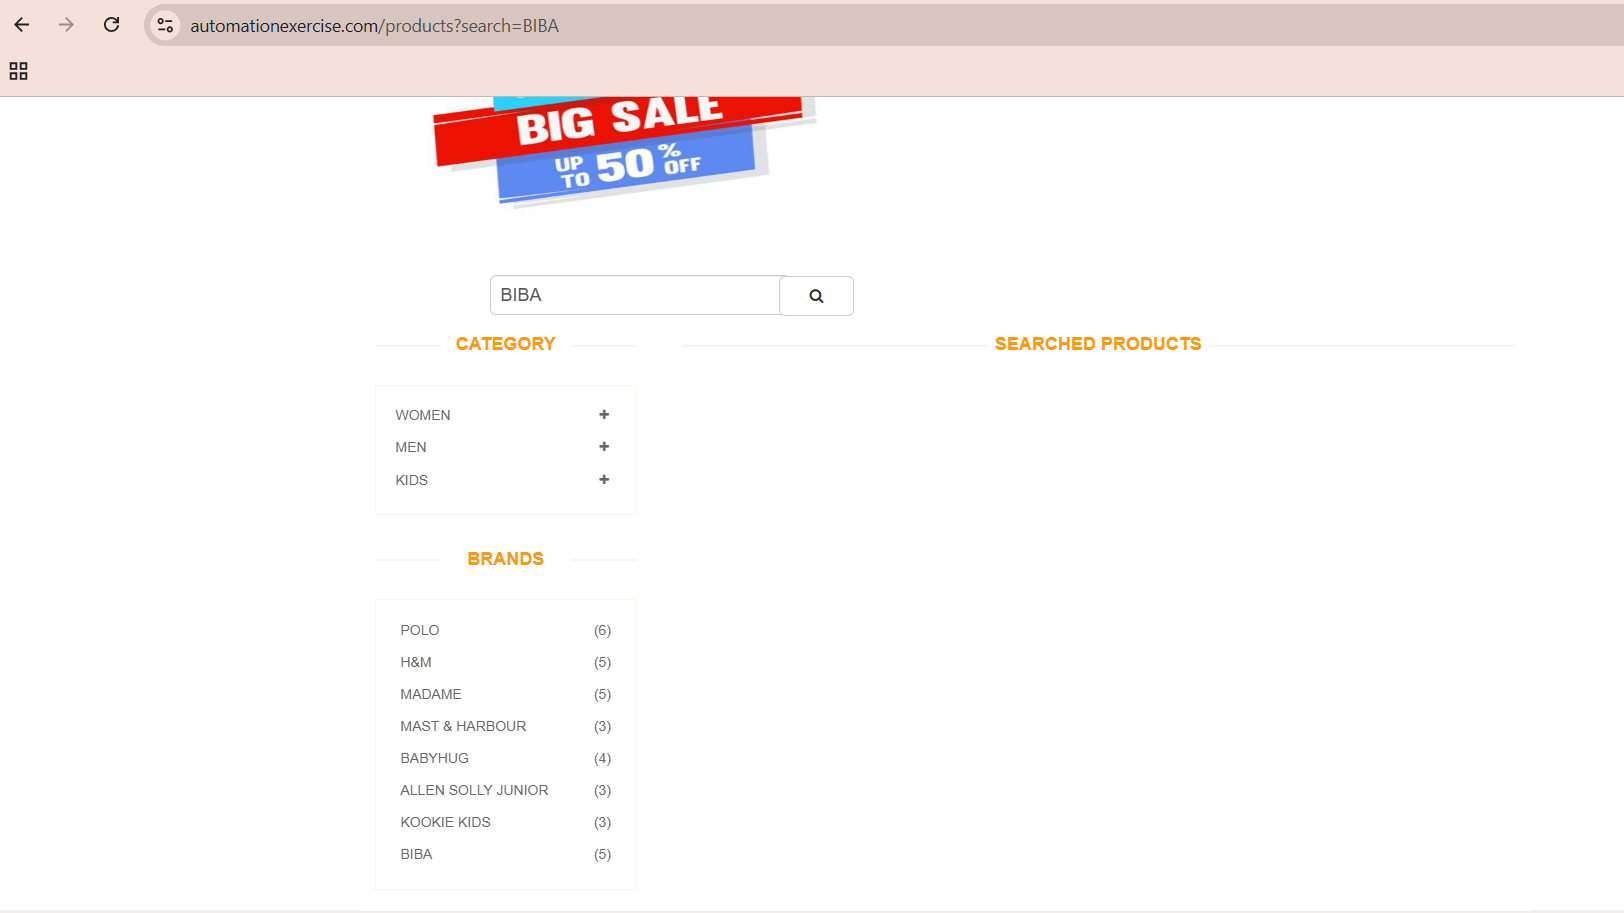 automationexercise.com/products?search=BIBA
BIG SALE
UP TO 50% OFF
BIBA
CATEGORY
SEARCHED PRODUCTS
WOMEN
MEN
KIDS
BRANDS
POLO (6)
H&M (5)
MADAME (5)
MAST & HARBOUR (3)
BABYHUG (4)
ALLEN SOLLY JUNIOR (3)
KOOKIE KIDS (3)
BIBA (5)